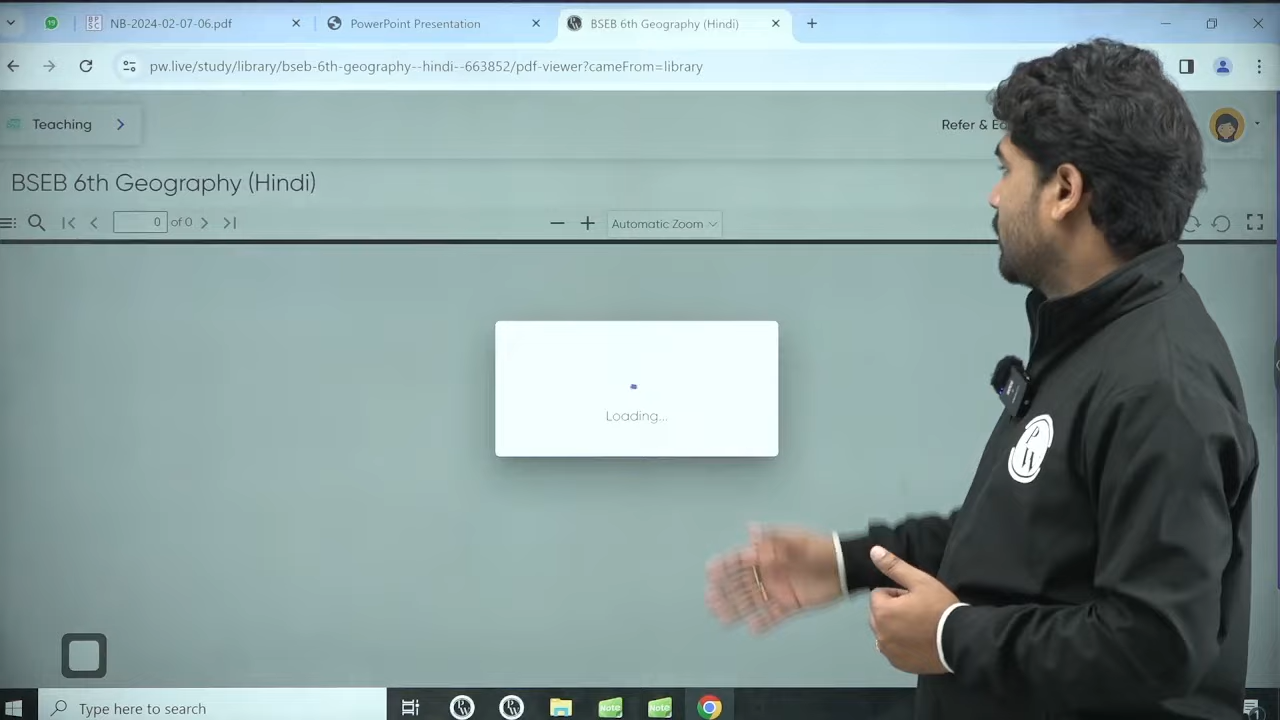 NB-2024-02-07-06.pdf
PowerPoint Presentation
BSEB 6th Geography (Hindi)
pw.live/study/library/bseb-6th-geography--hindi--663852/pdf-viewer?cameFrom=library
Teaching
Refer &
BSEB 6th Geography (Hindi)
0 of 0
Automatic Zoom
Loading...
Type here to search
Note
Note